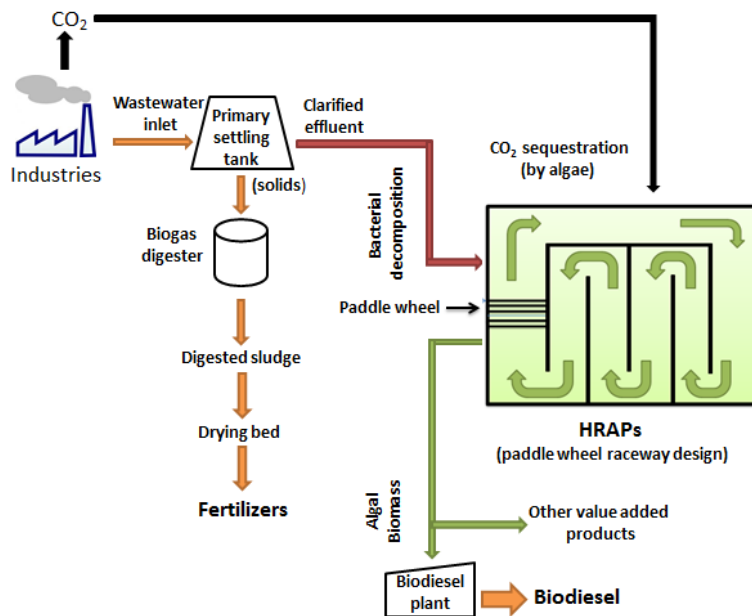 CO₂
Industries
Wastewater
inlet
Primary
settling
tank
Clarified
effluent
(solids)
Biogas
digester
Digested sludge
Drying bed
Fertilizers
Bacterial
decomposition
CO₂ sequestration
(by algae)
Paddle wheel
HRAPs
(paddle wheel raceway design)
Algal
Biomass
Other value added
products
Biodiesel
plant
Biodiesel